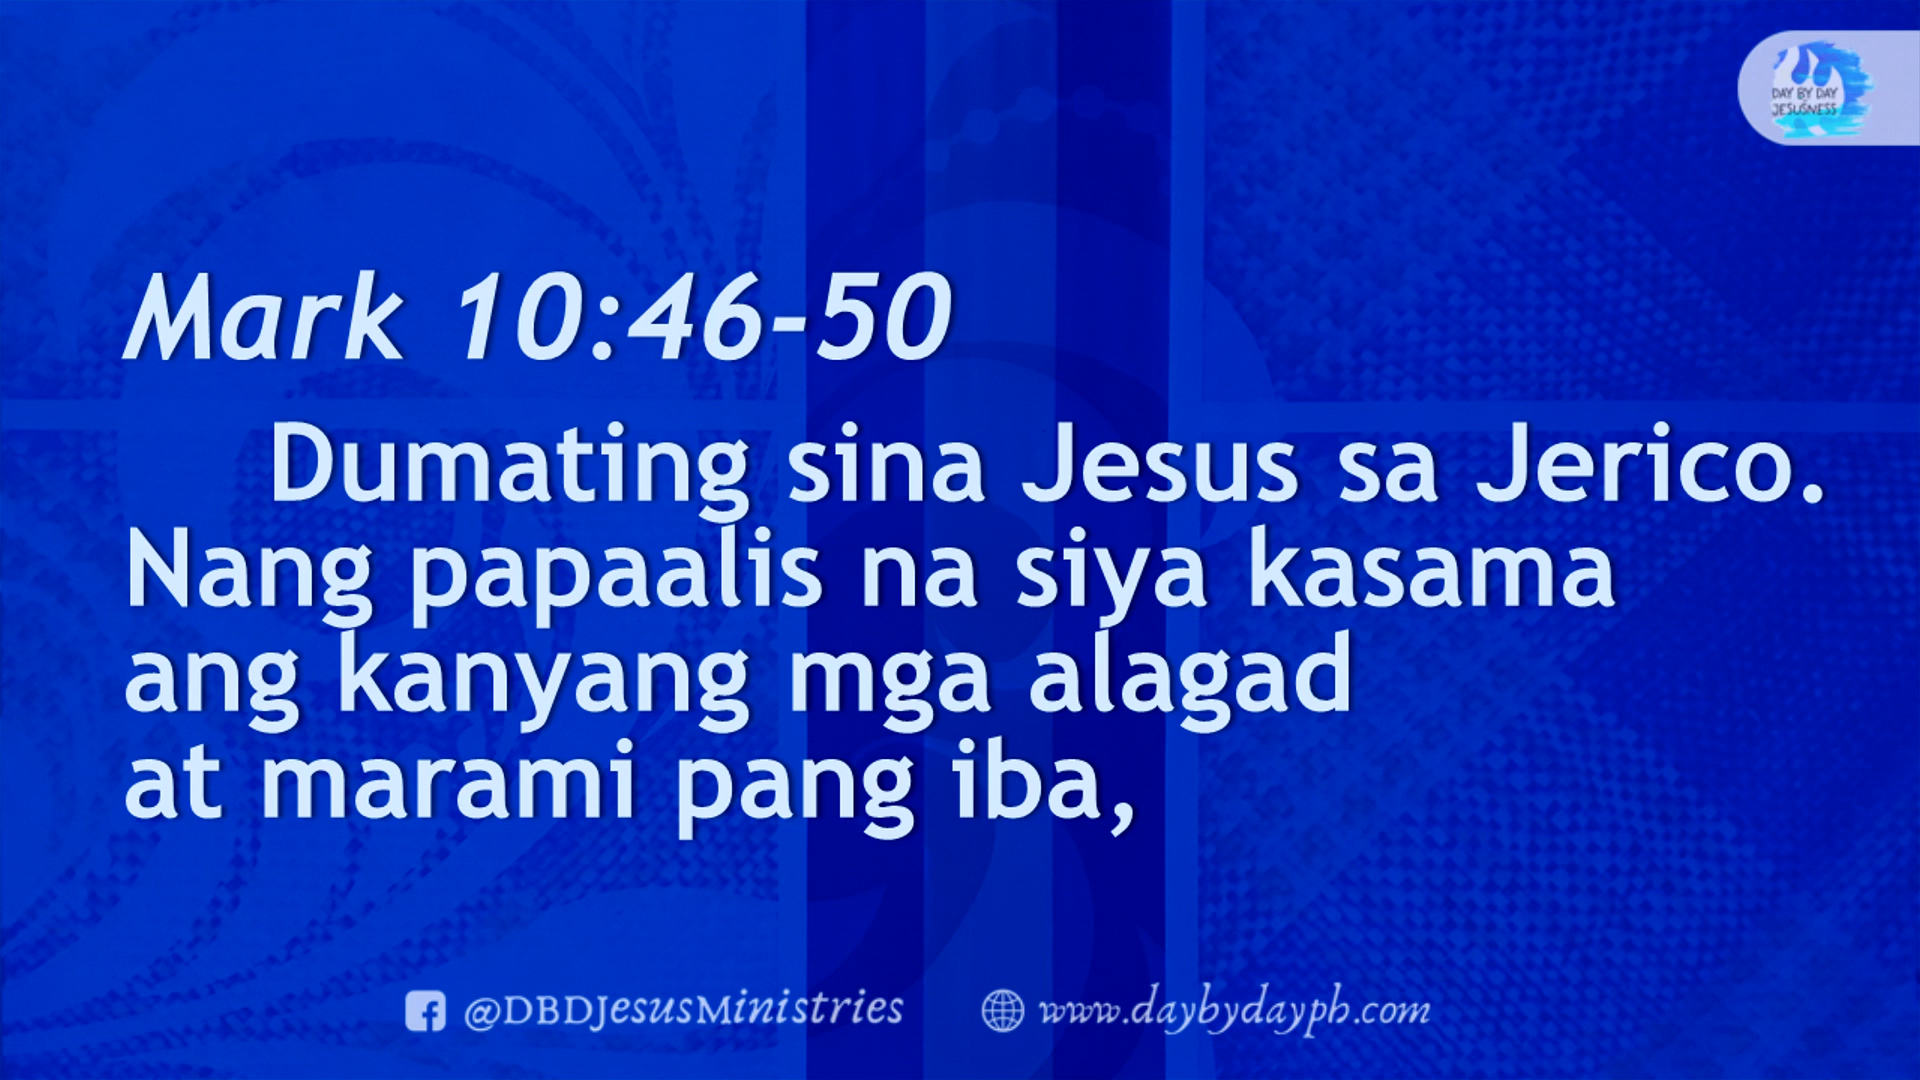 DAY BY DAY
JESUSNESS
Mark 10:46-50
Dumating sina Jesus sa Jerico.
Nang papaalis na siya kasama
ang kanyang mga alagad
at marami pang iba,
@DBDJesusMinistries
www.daybydayph.com